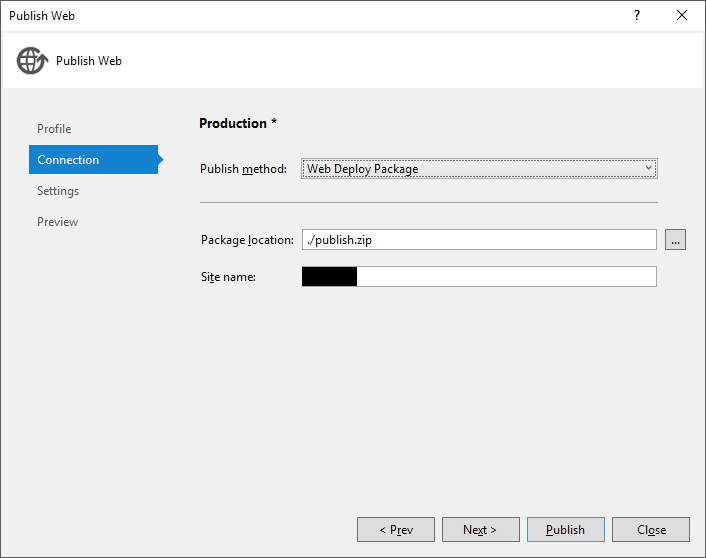 Publish Web
?
Publish Web
Profile
Connection
Settings
Preview
Production *
Publish method: Web Deploy Package
Package location: ./publish.zip ...
Site name:
< Prev Next > Publish Close